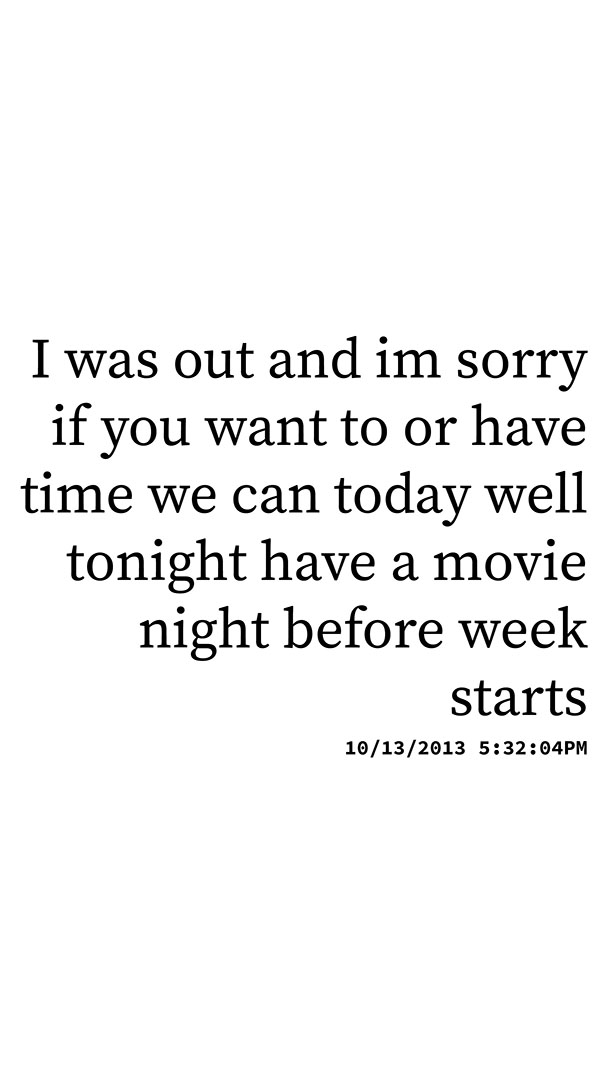 I was out and im sorry
if you want to or have
time we can today well
tonight have a movie
night before week
starts
10/13/2013 5:32:04PM